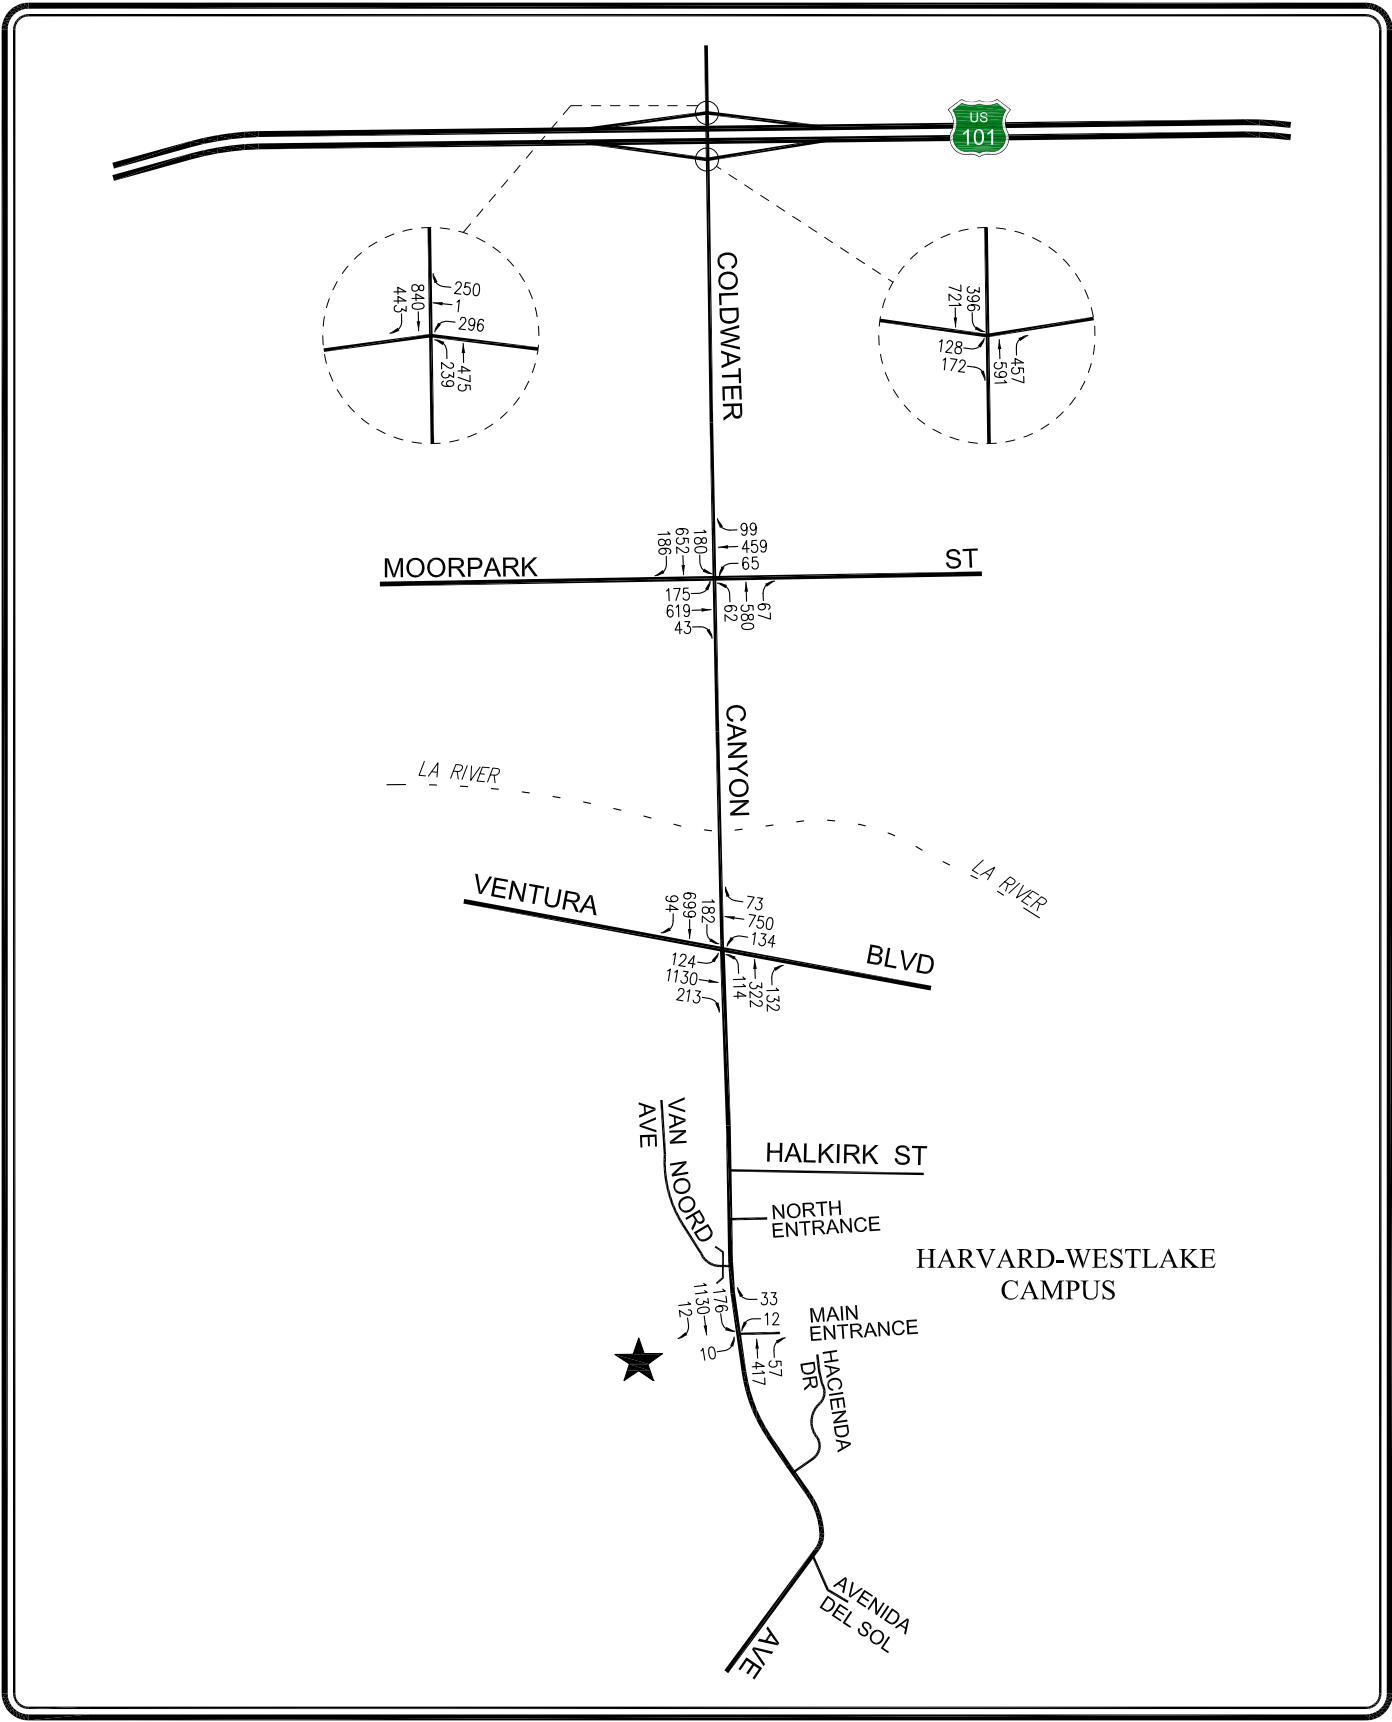 US
101
COLDWATER
250
1
296
443
840
239
475
396
721
128
172
591
457
99
459
65
186
652
180
MOORPARK
ST
175
619
43
62
580
67
CANYON
LA RIVER
LA RIVER
VENTURA
BLVD
73
750
134
94
699
182
124
1130
213
114
322
132
VAN NOORD
AVE
HALKIRK ST
NORTH
ENTRANCE
HARVARD-WESTLAKE
CAMPUS
176
1130
12
33
12
MAIN
ENTRANCE
10
417
57
HACIENDA
DR
AVENIDA
DEL SOL
AVE